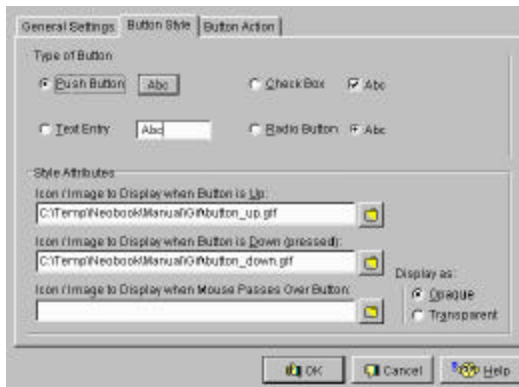 General Settings Button Style Button Action
Type of Button
Push Button Abc Check Box Abc
Text Entry Abc Radio Button Abc
Style Attributes
Icon / Image to Display when Button is Up:
C:\Temp\Neobook\Manual\Gif\button_up.gif
Icon / Image to Display when Button is Down (pressed):
C:\Temp\Neobook\Manual\Gif\button_down.gif
Icon / Image to Display when Mouse Passes Over Button:
Display as:
Opaque
Transparent
OK Cancel Help